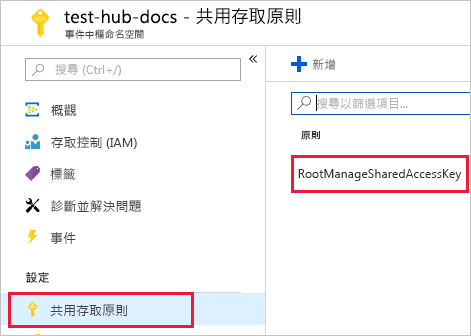 test-hub-docs - 共用存取原則
事件中樞命名空間
搜尋 (Ctrl+/)
«
概觀
存取控制 (IAM)
標籤
診斷並解決問題
事件
設定
共用存取原則
新增
搜尋以篩選項目...
原則
RootManageSharedAccessKey